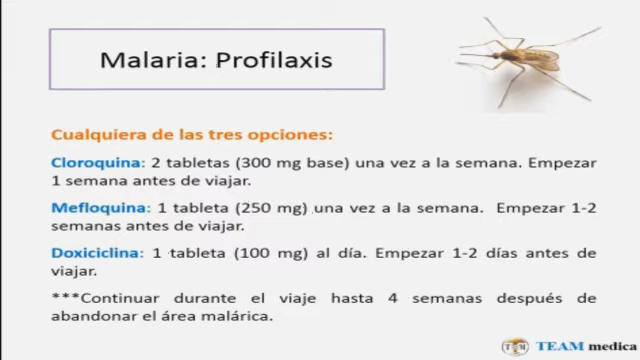 Malaria: Profilaxis
Cualquiera de las tres opciones:
Cloroquina: 2 tabletas (300 mg base) una vez a la semana. Empezar
1 semana antes de viajar.
Mefloquina: 1 tableta (250 mg) una vez a la semana. Empezar 1-2
semanas antes de viajar.
Doxiciclina: 1 tableta (100 mg) al día. Empezar 1-2 días antes de
viajar.
***Continuar durante el viaje hasta 4 semanas después de
abandonar el área malárica.
TEAM medica